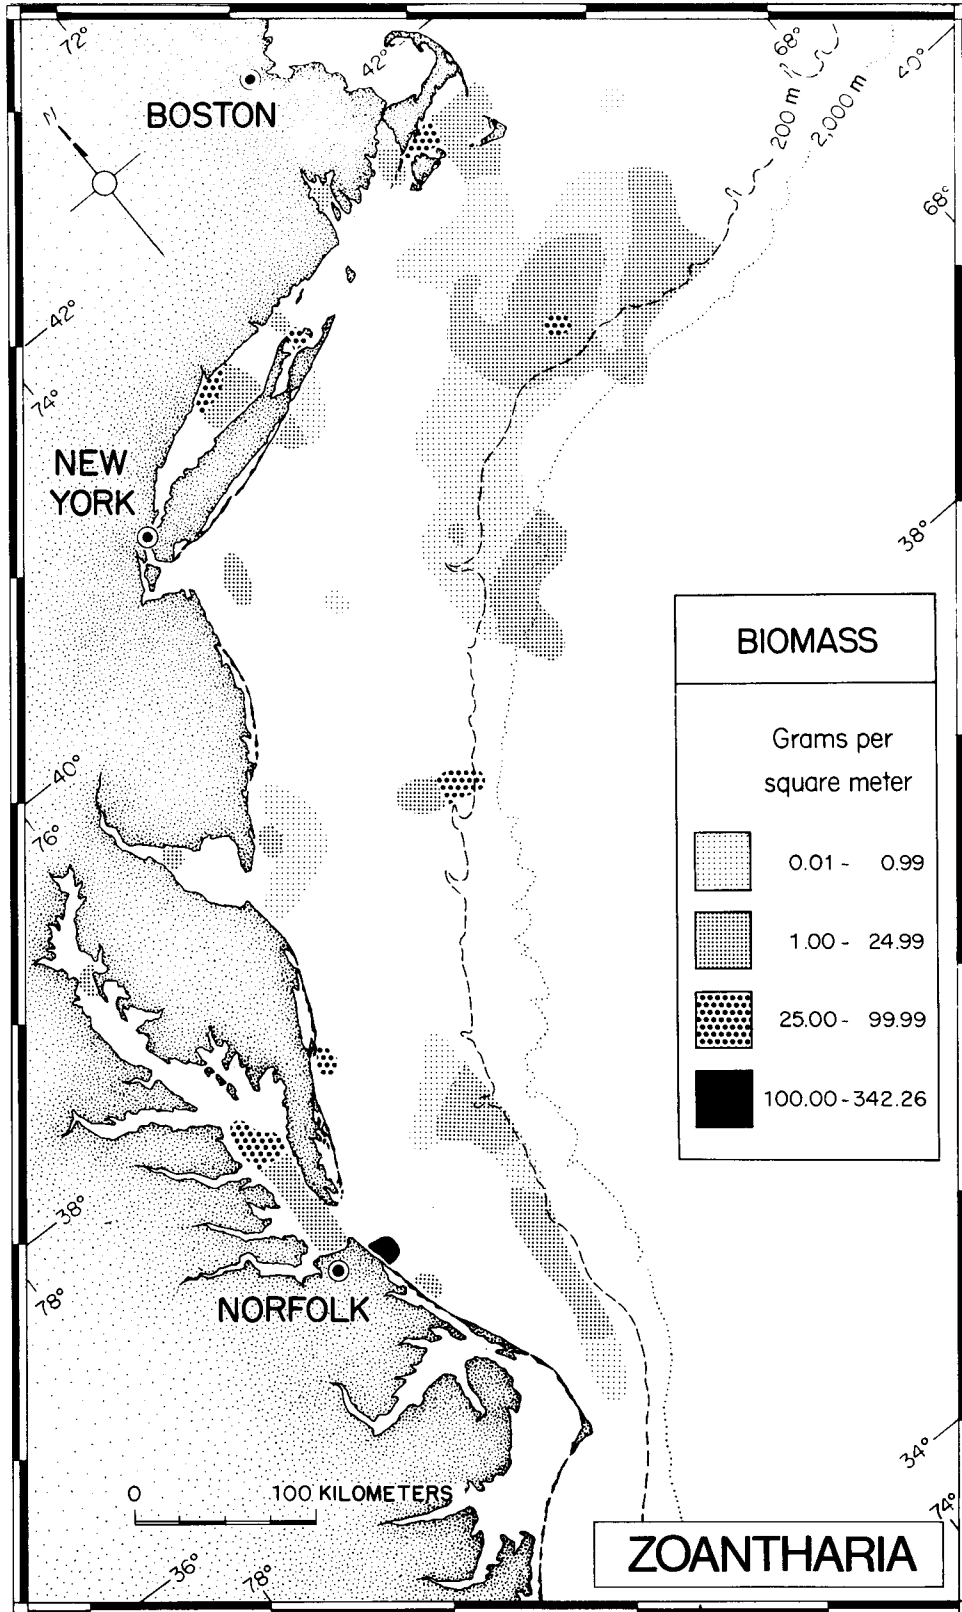 72°
42°
68°
40°
BOSTON
N
200 m
2,000 m
68°
42°
74°
NEW
YORK
38°
BIOMASS
Grams per
square meter
0.01 - 0.99
1.00 - 24.99
25.00 - 99.99
100.00 - 342.26
40°
76°
38°
78°
NORFOLK
34°
74°
0 100 KILOMETERS
36°
78°
ZOANTHARIA